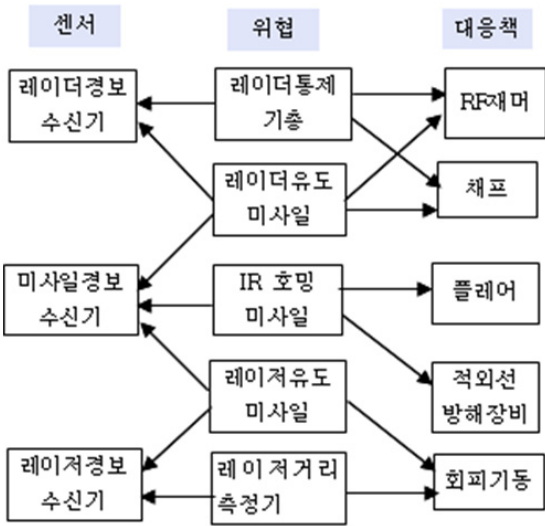 센서
위협
대응책
레이더경보
수신기
레이더통제
기총
RF재머
레이더유도
미사일
채프
미사일경보
수신기
IR 호밍
미사일
플레어
레이저유도
미사일
적외선
방해장비
레이저경보
수신기
레이저거리
측정기
회피기동